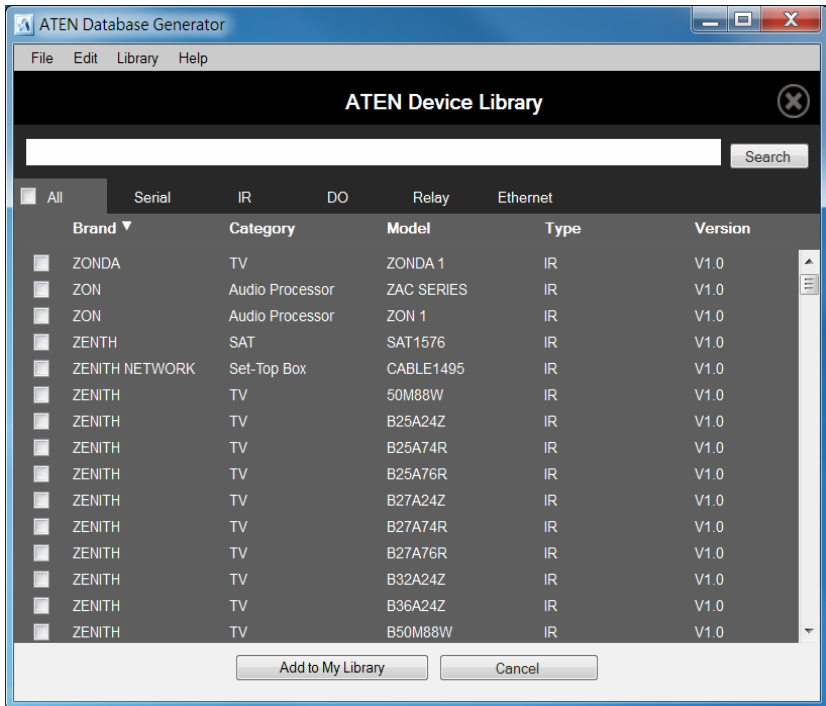 ATEN Database Generator
File Edit Library Help
ATEN Device Library
Search
All Serial IR DO Relay Ethernet
Brand Category Model Type Version
ZONDA TV ZONDA 1 IR V1.0
ZON Audio Processor ZAC SERIES IR V1.0
ZON Audio Processor ZON 1 IR V1.0
ZENTH SAT SAT1576 IR V1.0
ZENITH NETWORK Set-Top Box CABLE1495 IR V1.0
ZENITH TV 50M88W IR V1.0
ZENITH TV B25A24Z IR V1.0
ZENITH TV B25A74R IR V1.0
ZENITH TV B25A76R IR V1.0
ZENITH TV B27A24Z IR V1.0
ZENITH TV B27A74R IR V1.0
ZENITH TV B27A76R IR V1.0
ZENITH TV B32A24Z IR V1.0
ZENITH TV B36A24Z IR V1.0
ZENITH TV B50M88W IR V1.0
Add to My Library Cancel